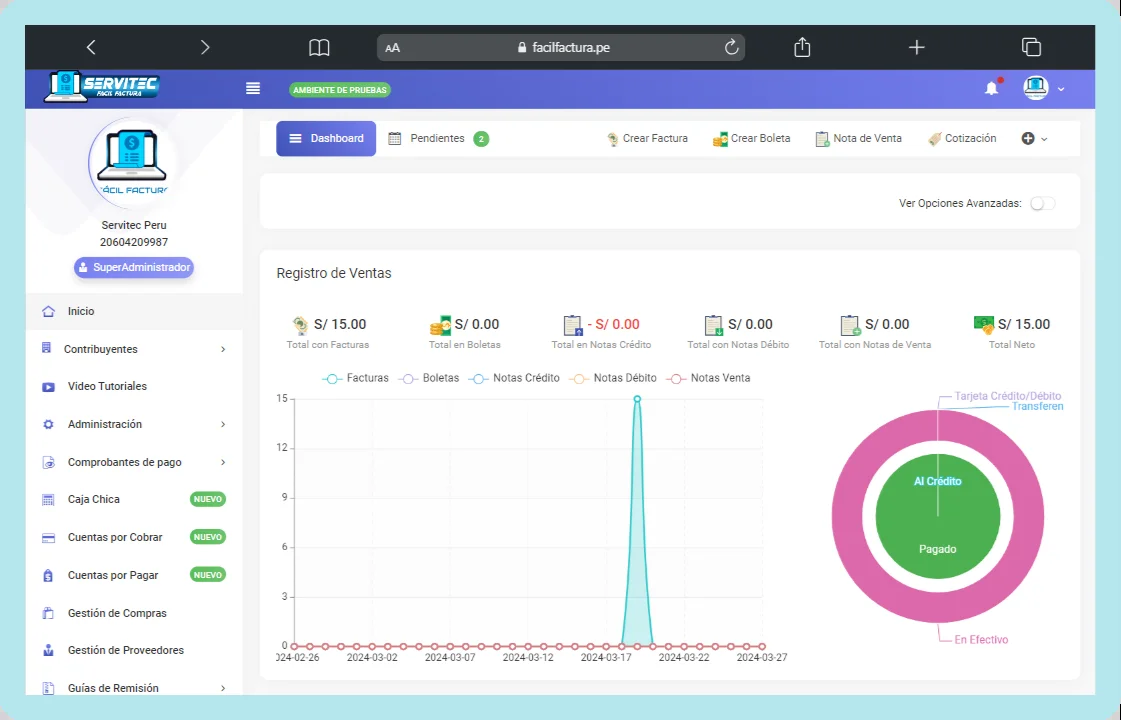 AA facilfactura.pe
SERVITEC
FACIL FACTURA
AMBIENTE DE PRUEBAS
FÁCIL FACTURA
Servitec Peru
20604209987
SuperAdministrador
Inicio
Contribuyentes
Video Tutoriales
Administración
Comprobantes de pago
Caja Chica NUEVO
Cuentas por Cobrar NUEVO
Cuentas por Pagar NUEVO
Gestión de Compras
Gestión de Proveedores
Guías de Remisión
Dashboard Pendientes 2 Crear Factura Crear Boleta Nota de Venta Cotización
Ver Opciones Avanzadas:
Registro de Ventas
S/ 15.00 S/ 0.00 - S/ 0.00 S/ 0.00 S/ 0.00 S/ 15.00
Total con Facturas Total en Boletas Total en Notas Crédito Total con Notas Débito Total con Notas de Venta Total Neto
Facturas Boletas Notas Crédito Notas Débito Notas Venta
15
12
9
6
3
0
2024-02-26 2024-03-02 2024-03-07 2024-03-12 2024-03-17 2024-03-22 2024-03-27
Tarjeta Crédito/Débito
Transferen
Al Crédito
Pagado
En Efectivo